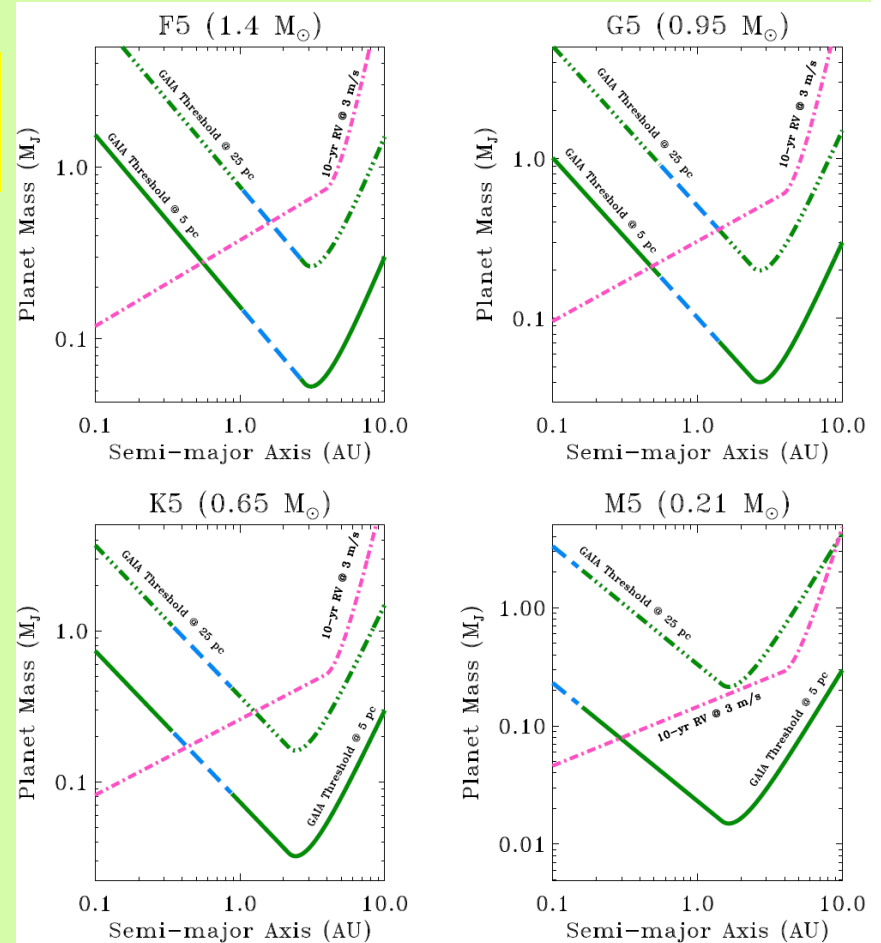 F5 (1.4 M⊙)
GAIA Threshold @ 25 pc
GAIA Threshold @ 5 pc
10-yr RV @ 3 m/s
Planet Mass (MJ)
1.0
0.1
0.1
1.0
10.0
Semi-major Axis (AU)
G5 (0.95 M⊙)
GAIA Threshold @ 25 pc
GAIA Threshold @ 5 pc
10-yr RV @ 3 m/s
Planet Mass (MJ)
1.0
0.1
0.1
1.0
10.0
Semi-major Axis (AU)
K5 (0.65 M⊙)
GAIA Threshold @ 25 pc
10-yr RV @ 3 m/s
GAIA Threshold @ 5 pc
Planet Mass (MJ)
1.0
0.1
0.1
1.0
10.0
Semi-major Axis (AU)
M5 (0.21 M⊙)
GAIA Threshold @ 25 pc
10-yr RV @ 3 m/s
GAIA Threshold @ 5 pc
Planet Mass (MJ)
1.00
0.10
0.01
0.1
1.0
10.0
Semi-major Axis (AU)